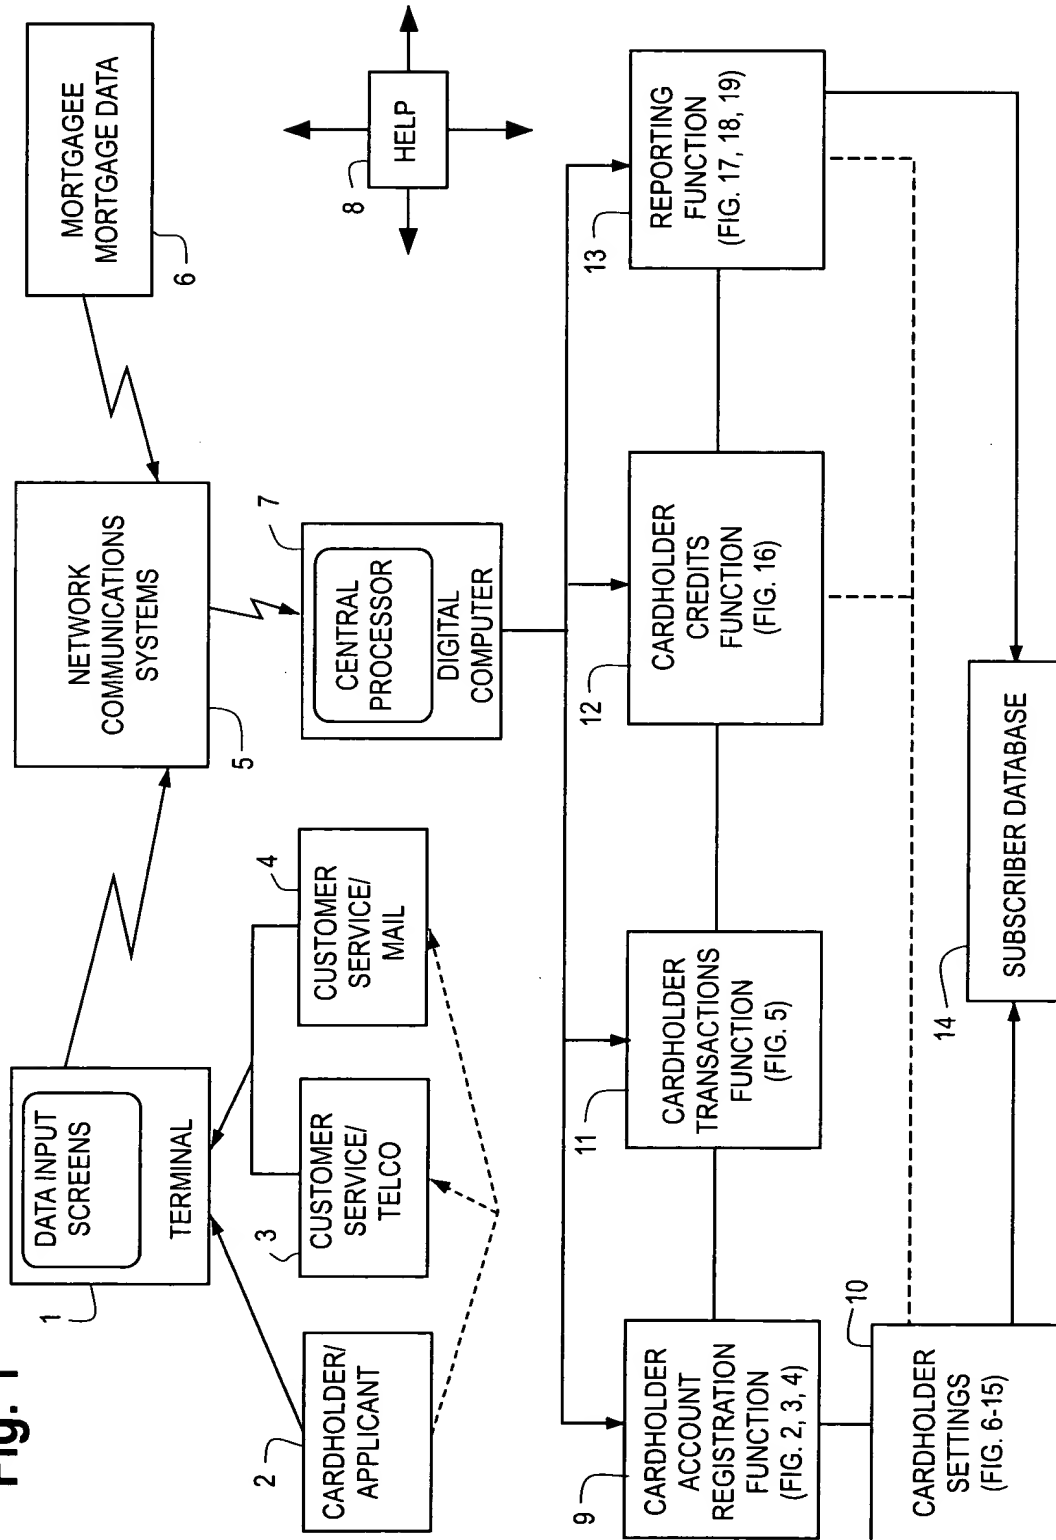 Fig. 1
1
DATA INPUT
SCREENS
TERMINAL
NETWORK
COMMUNICATIONS
SYSTEMS
5
MORTGAGEE
MORTGAGE DATA
6
2
CARDHOLDER/
APPLICANT
3
CUSTOMER
SERVICE/
TELCO
4
CUSTOMER
SERVICE/
MAIL
7
CENTRAL
PROCESSOR
DIGITAL
COMPUTER
8
HELP
9
CARDHOLDER
ACCOUNT
REGISTRATION
FUNCTION
(FIG. 2, 3, 4)
11
CARDHOLDER
TRANSACTIONS
FUNCTION
(FIG. 5)
12
CARDHOLDER
CREDITS
FUNCTION
(FIG. 16)
13
REPORTING
FUNCTION
(FIG. 17, 18, 19)
10
CARDHOLDER
SETTINGS
(FIG. 6-15)
14
SUBSCRIBER DATABASE